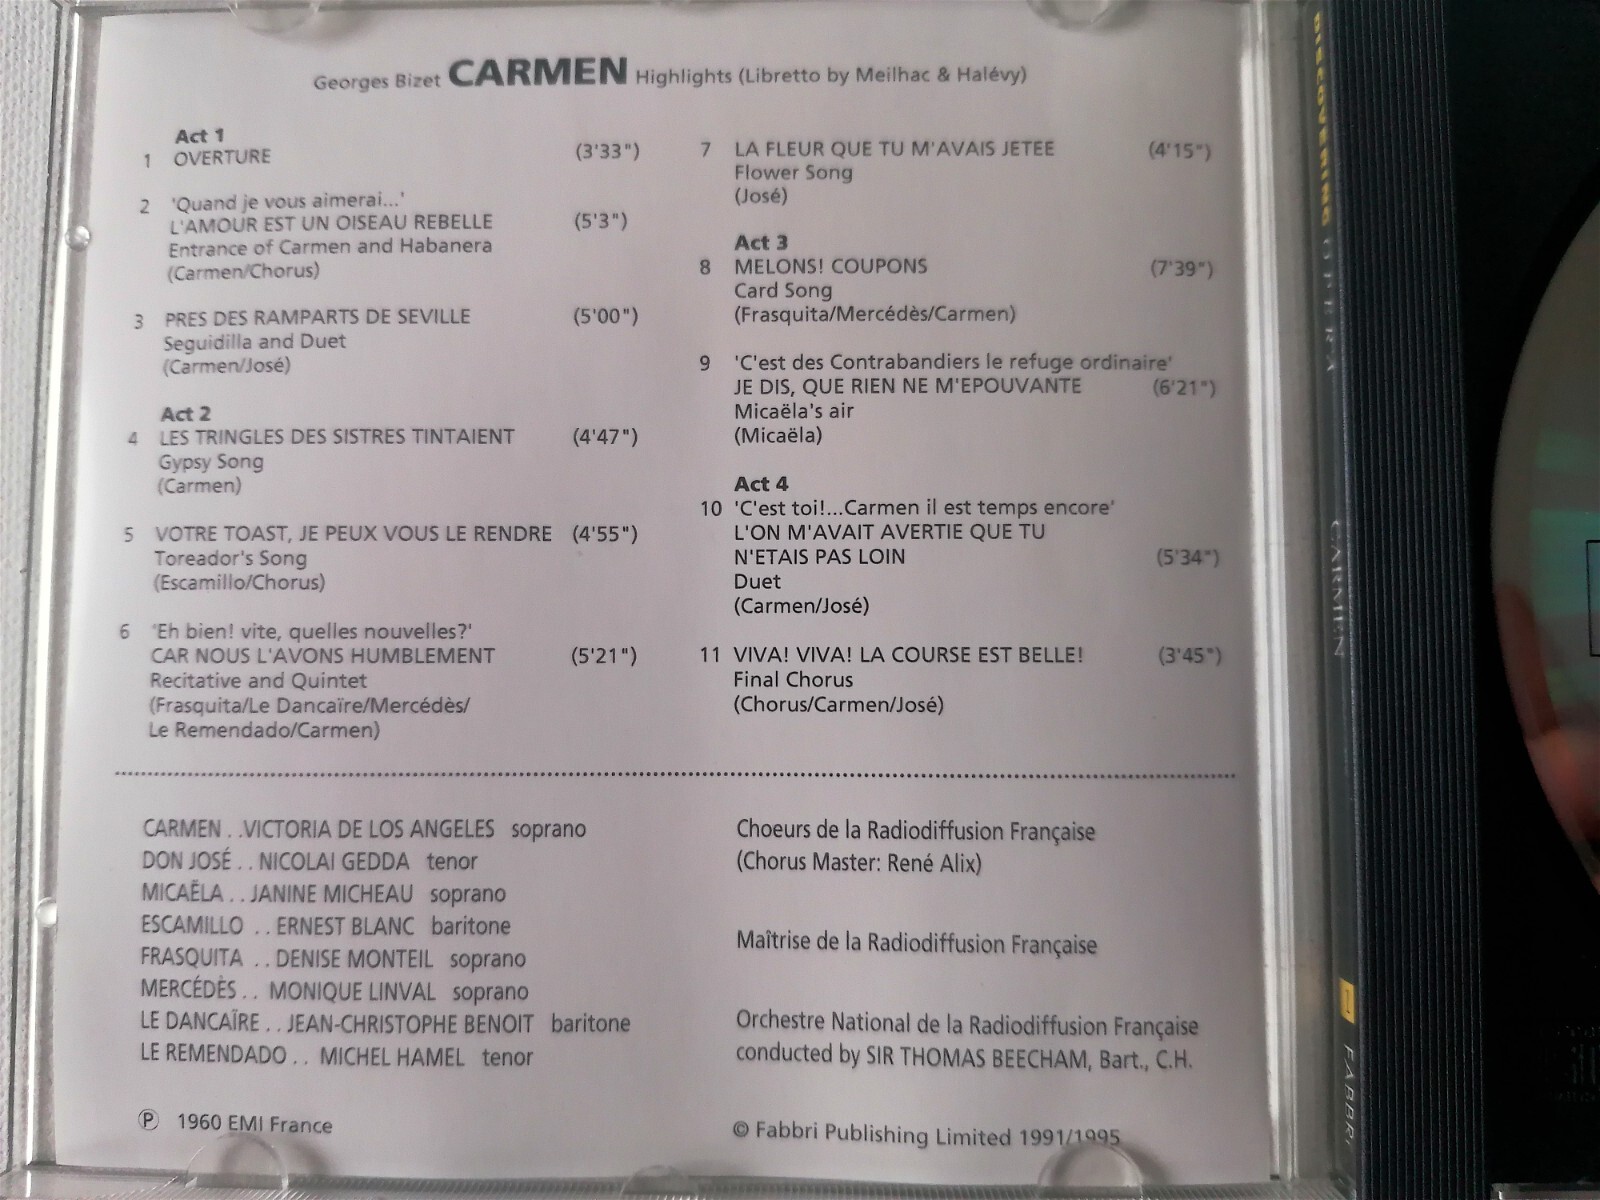 Georges Bizet CARMEN Highlights (Libretto by Meilhac & Halévy)
Act 1
1 OVERTURE (3'33")
2 'Quand je vous aimerai...'
L'AMOUR EST UN OISEAU REBELLE (5'3")
Entrance of Carmen and Habanera
(Carmen/Chorus)
3 PRES DES RAMPARTS DE SEVILLE (5'00")
Seguidilla and Duet
(Carmen/José)
Act 2
4 LES TRINGLES DES SISTRES TINTAIENT (4'47")
Gypsy Song
(Carmen)
5 VOTRE TOAST, JE PEUX VOUS LE RENDRE (4'55")
Toreador's Song
(Escamillo/Chorus)
6 'Eh bien! vite, quelles nouvelles?'
CAR NOUS L'AVONS HUMBLEMENT (5'21")
Recitative and Quintet
(Frasquita/Le Dancaïre/Mercédès/
Le Remendado/Carmen)
7 LA FLEUR QUE TU M'AVAIS JETEE (4'15")
Flower Song
(José)
Act 3
8 MELONS! COUPONS (7'39")
Card Song
(Frasquita/Mercédès/Carmen)
9 'C'est des Contrabandiers le refuge ordinaire'
JE DIS, QUE RIEN NE M'EPOUVANTE (6'21")
Micaëla's air
(Micaëla)
Act 4
10 'C'est toi!...Carmen il est temps encore'
L'ON M'AVAIT AVERTIE QUE TU
N'ETAIS PAS LOIN (5'34")
Duet
(Carmen/José)
11 VIVA! VIVA! LA COURSE EST BELLE! (3'45")
Final Chorus
(Chorus/Carmen/José)
CARMEN . .VICTORIA DE LOS ANGELES soprano
DON JOSÉ . . NICOLAI GEDDA tenor
MICAËLA . . JANINE MICHEAU soprano
ESCAMILLO . . ERNEST BLANC baritone
FRASQUITA . . DENISE MONTEIL soprano
MERCÉDÈS . . MONIQUE LINVAL soprano
LE DANCAÏRE . . JEAN-CHRISTOPHE BENOIT baritone
LE REMENDADO . . MICHEL HAMEL tenor
℗ 1960 EMI France
Choeurs de la Radiodiffusion Française
(Chorus Master: René Alix)
Maîtrise de la Radiodiffusion Française
Orchestre National de la Radiodiffusion Française
conducted by SIR THOMAS BEECHAM, Bart., C.H.
© Fabbri Publishing Limited 1991/1995
DISCOVERING OPERA
CARMEN
1
FABBRI